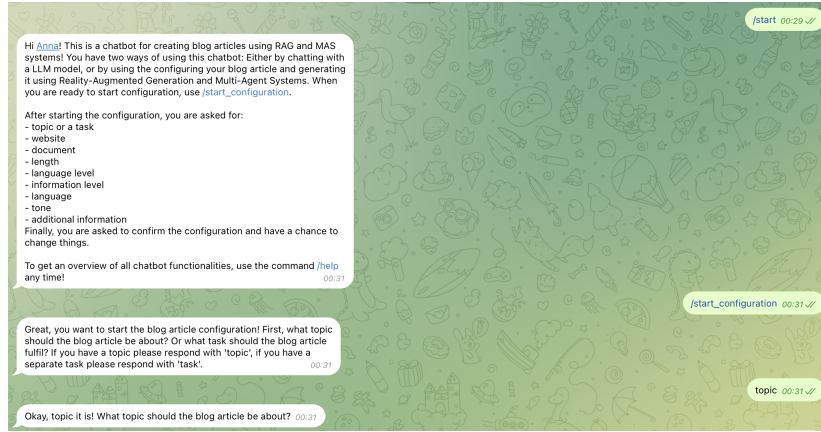 /start 00:29
Hi Anna! This is a chatbot for creating blog articles using RAG and MAS
systems! You have two ways of using this chatbot: Either by chatting with
a LLM model, or by using the configuring your blog article and generating
it using Reality-Augmented Generation and Multi-Agent Systems. When
you are ready to start configuration, use /start_configuration.
After starting the configuration, you are asked for:
- topic or a task
- website
- document
- length
- language level
- information level
- language
- tone
- additional information
Finally, you are asked to confirm the configuration and have a chance to
change things.
To get an overview of all chatbot functionalities, use the command /help
any time! 00:31
/start_configuration 00:31
Great, you want to start the blog article configuration! First, what topic
should the blog article be about? Or what task should the blog article
fulfil? If you have a topic please respond with 'topic', if you have a
separate task please respond with 'task'. 00:31
topic 00:31
Okay, topic it is! What topic should the blog article be about? 00:31